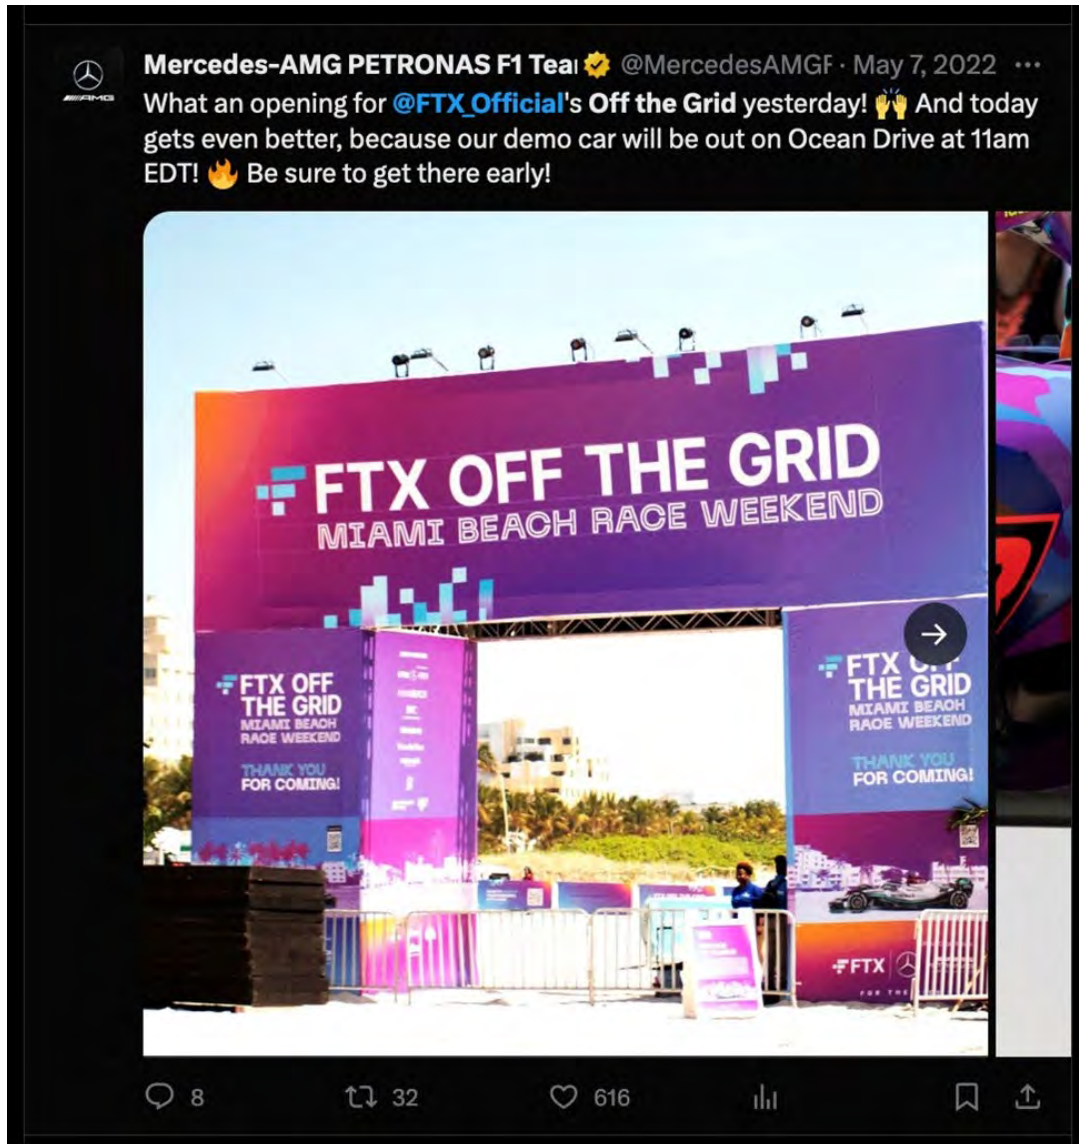 Mercedes-AMG PETRONAS F1 Tea @MercedesAMGF · May 7, 2022
What an opening for @FTX_Official's Off the Grid yesterday! 🙌 And today
gets even better, because our demo car will be out on Ocean Drive at 11am
EDT! 🔥 Be sure to get there early!
FTX OFF THE GRID
MIAMI BEACH RACE WEEKEND
FTX OFF
THE GRID
MIAMI BEACH
RACE WEEKEND
THANK YOU
FOR COMING!
FTX OFF
THE GRID
MIAMI BEACH
RACE WEEKEND
THANK YOU
FOR COMING!
FTX
FOR THE
8
32
616